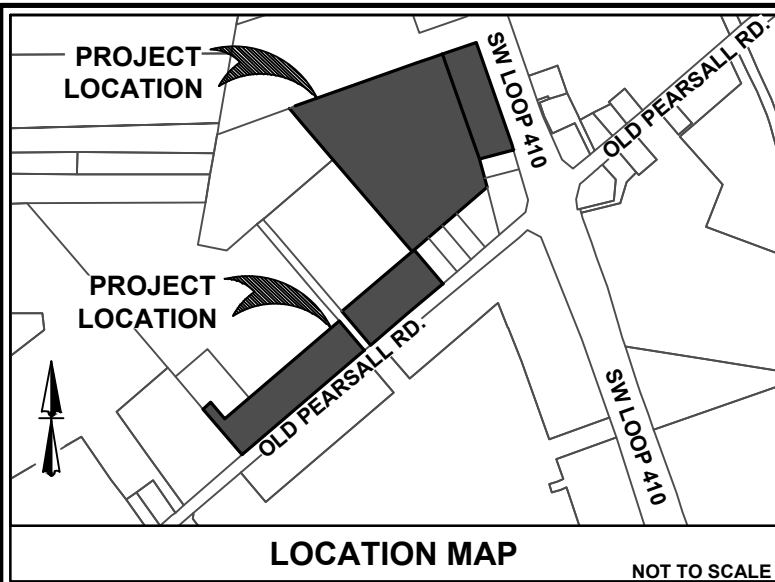 PROJECT
LOCATION
SW LOOP 410
OLD PEARSALL RD.
PROJECT
LOCATION
OLD PEARSALL RD.
SW LOOP 410
LOCATION MAP
NOT TO SCALE